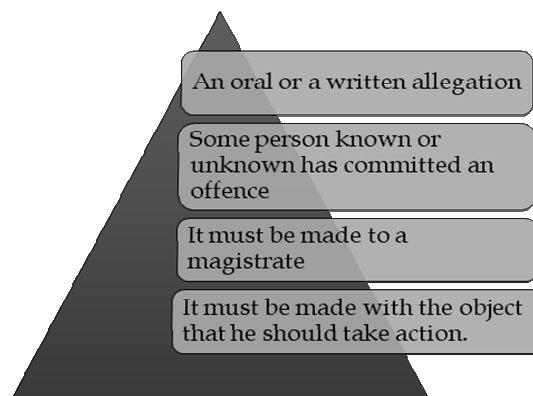 An oral or a written allegation
Some person known or
unknown has committed an
offence
It must be made to a
magistrate
It must be made with the object
that he should take action.